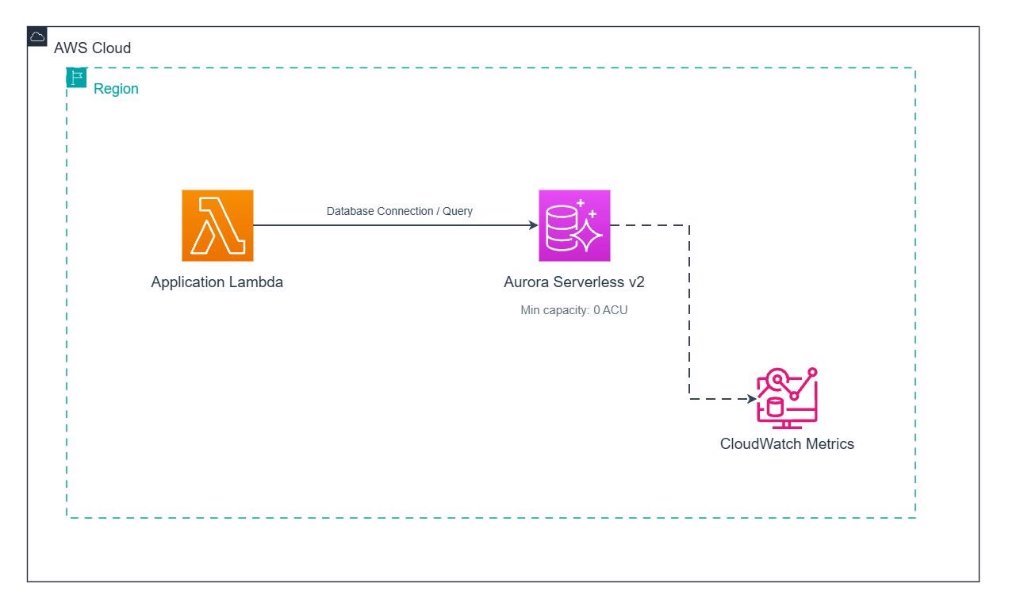 AWS Cloud
Region
Database Connection / Query
Application Lambda
Aurora Serverless v2
Min capacity: 0 ACU
CloudWatch Metrics